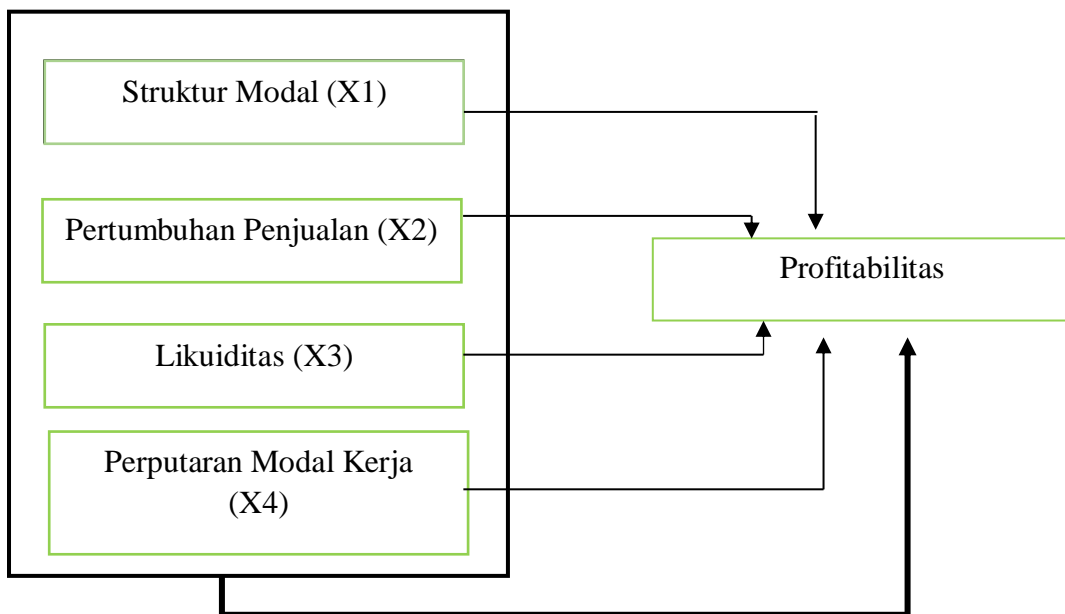 Struktur Modal (X1)
Pertumbuhan Penjualan (X2)
Profitabilitas
Likuiditas (X3)
Perputaran Modal Kerja
(X4)